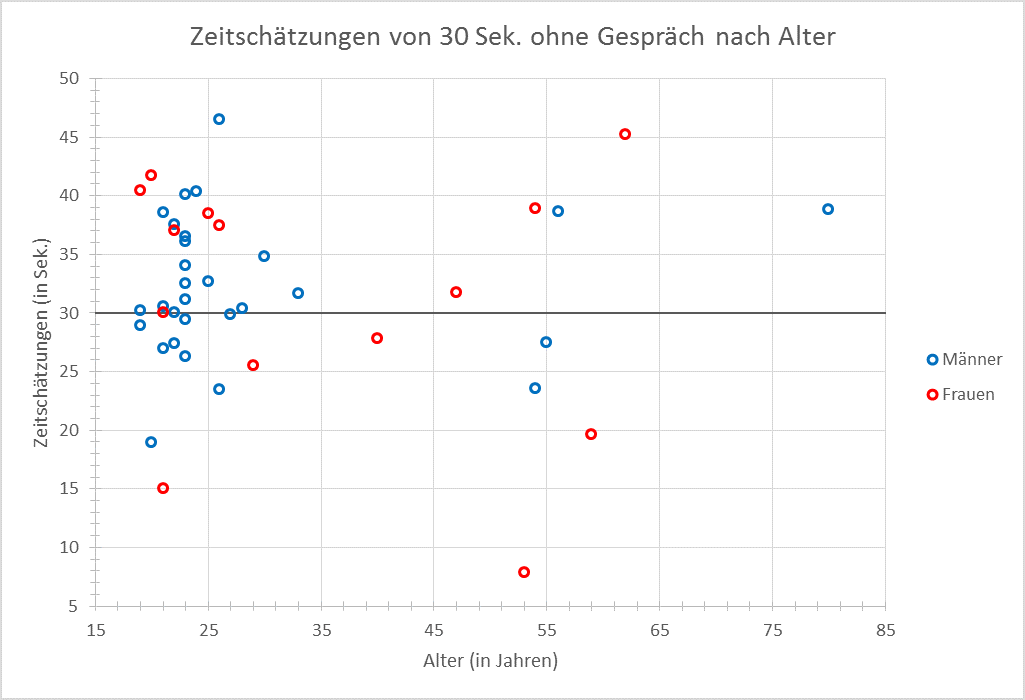 Zeitschätzungen von 30 Sek. ohne Gespräch nach Alter
Zeitschätzungen (in Sek.)
50
45
40
35
30
25
20
15
10
5
15 25 35 45 55 65 75 85
Alter (in Jahren)
Männer
Frauen